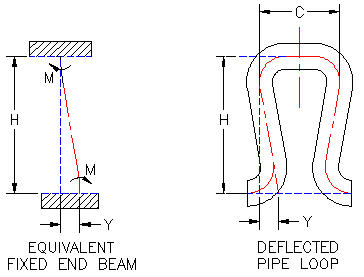 C
M
H
H
M
Y
Y
EQUIVALENT
FIXED END BEAM
DEFLECTED
PIPE LOOP